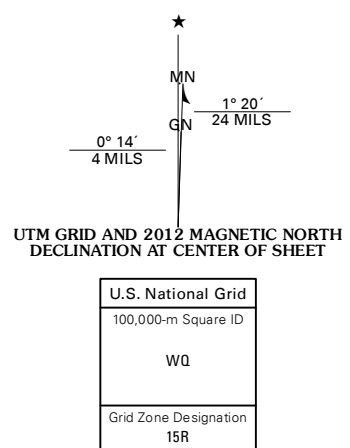 ★
MN
1° 20´
24 MILS
GN
0° 14´
4 MILS
UTM GRID AND 2012 MAGNETIC NORTH
DECLINATION AT CENTER OF SHEET
U.S. National Grid
100,000-m Square ID
WQ
Grid Zone Designation
15R